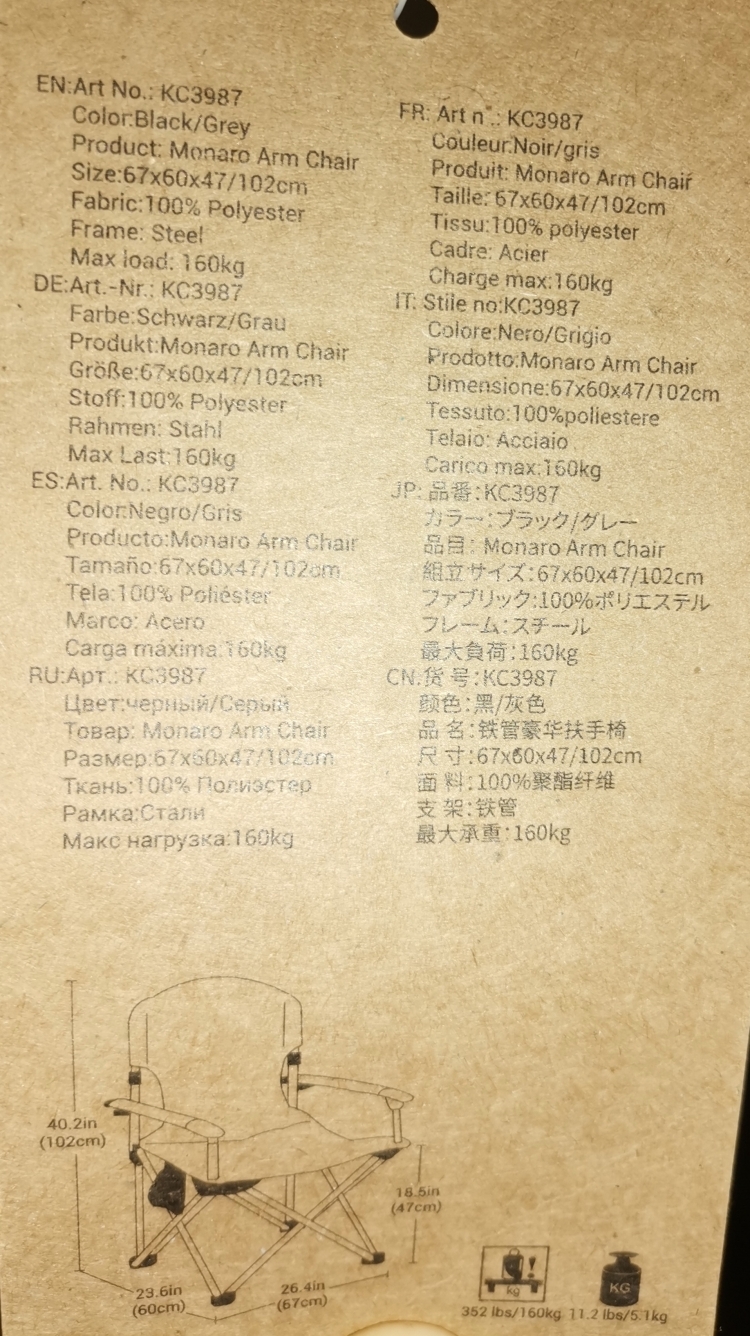 EN:Art No.: KC3987
Color:Black/Grey
Product: Monaro Arm Chair
Size:67x60x47/102cm
Fabric:100% Polyester
Frame: Steel
Max load: 160kg
DE:Art.-Nr.: KC3987
Farbe:Schwarz/Grau
Produkt:Monaro Arm Chair
Größe:67x60x47/102cm
Stoff:100% Polyester
Rahmen: Stahl
Max Last:160kg
ES:Art. No.: KC3987
Color:Negro/Gris
Producto:Monaro Arm Chair
Tamaño:67x60x47/102cm
Tela:100% Poliéster
Marco: Acero
Carga máxima:160kg
RU:Арт.: KC3987
Цвет:черный/Серый
Товар: Monaro Arm Chair
Размер:67x60x47/102cm
Ткань:100% Полиэстер
Рамка:Стали
Макс нагрузка:160kg
FR: Art n°.: KC3987
Couleur:Noir/gris
Produit: Monaro Arm Chair
Taille: 67x60x47/102cm
Tissu:100% polyester
Cadre: Acier
Charge max:160kg
IT: Stile no:KC3987
Colore:Nero/Grigio
Prodotto:Monaro Arm Chair
Dimensione:67x60x47/102cm
Tessuto:100%poliestere
Telaio: Acciaio
Carico max:160kg
JP: 品番:KC3987
カラー:ブラック/グレー
品目: Monaro Arm Chair
組立サイズ:67x60x47/102cm
ファブリック:100%ポリエステル
フレーム:スチール
最大負荷:160kg
CN.货 号:KC3987
颜色:黑/灰色
品 名:铁管豪华扶手椅
尺 寸:67x60x47/102cm
面 料:100%聚酯纤维
支 架:铁管
最大承重:160kg
40.2in
(102cm)
18.5in
(47cm)
23.6in
(60cm)
26.4in
(67cm)
kg
KG
352 lbs/160kg
11.2 lbs/5.1kg